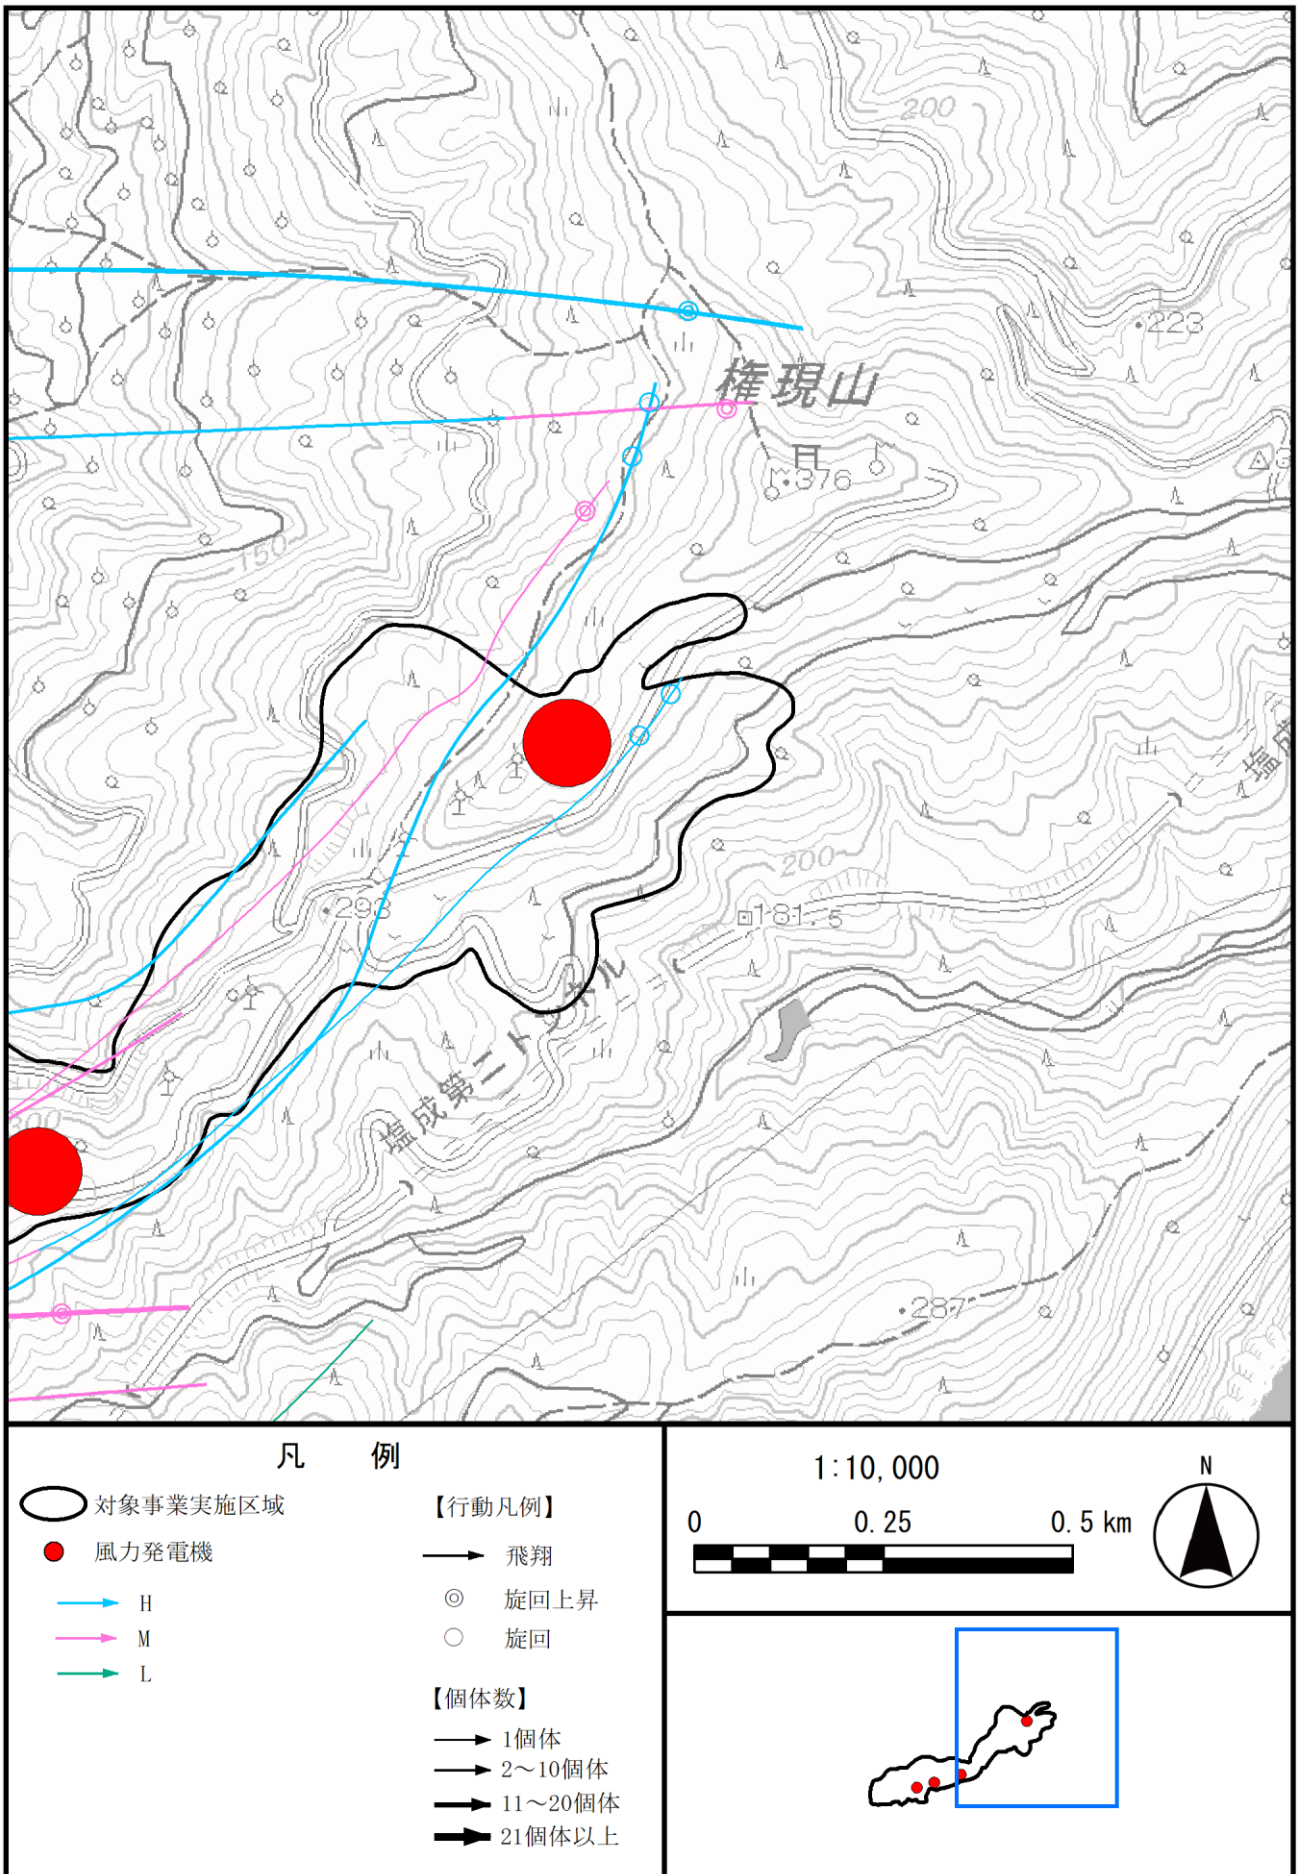 200
223
権現山
376
150
293
200
181.5
塩成第二トンネル
塩成
300
287
凡 例
対象事業実施区域
風力発電機
H
M
L
【行動凡例】
飛翔
旋回上昇
旋回
【個体数】
1個体
2～10個体
11～20個体
21個体以上
1:10,000
0 0.25 0.5 km
N